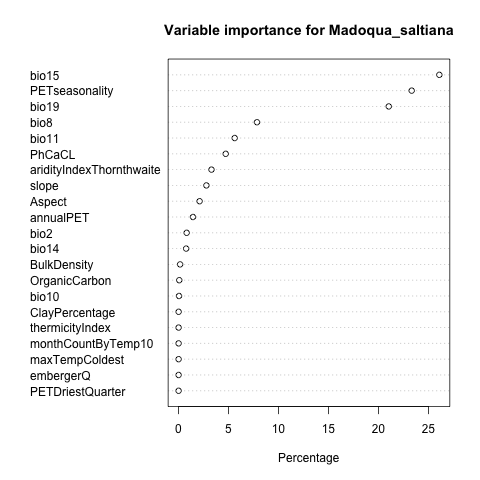 Variable importance for Madoqua_saltiana
bio15
PETseasonality
bio19
bio8
bio11
PhCaCL
aridityIndexThornthwaite
slope
Aspect
annualPET
bio2
bio14
BulkDensity
OrganicCarbon
bio10
ClayPercentage
thermicityIndex
monthCountByTemp10
maxTempColdest
embergerQ
PETDriestQuarter
0 5 10 15 20 25
Percentage